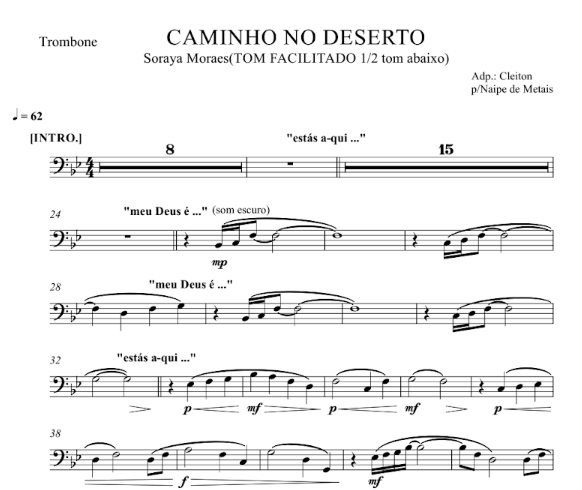 Trombone
CAMINHO NO DESERTO
Soraya Moraes(TOM FACILITADO 1/2 tom abaixo)
Adp.: Cleiton
p/Naipe de Metais
♩ = 62
[INTRO.]
8
"estás a-qui ..."
15
4
4
24
"meu Deus é ..." (som escuro)
mp
28
"meu Deus é ..."
32
"estás a-qui ..."
p mf p mf p
38
f mf